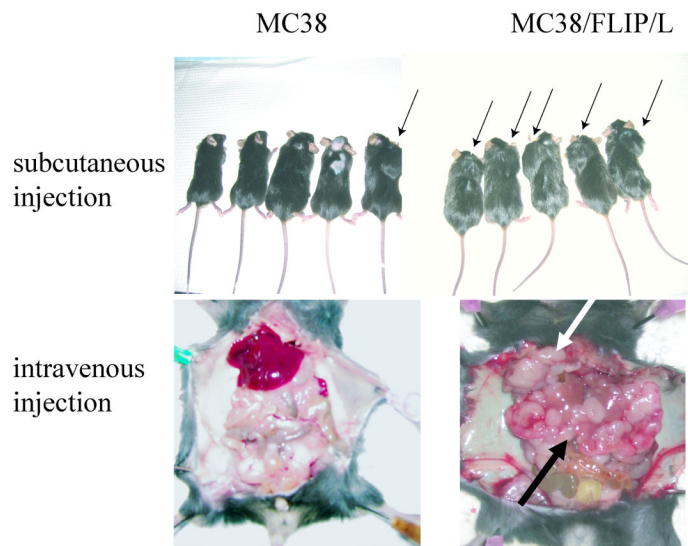 MC38
MC38/FLIP/L
subcutaneous
injection
intravenous
injection